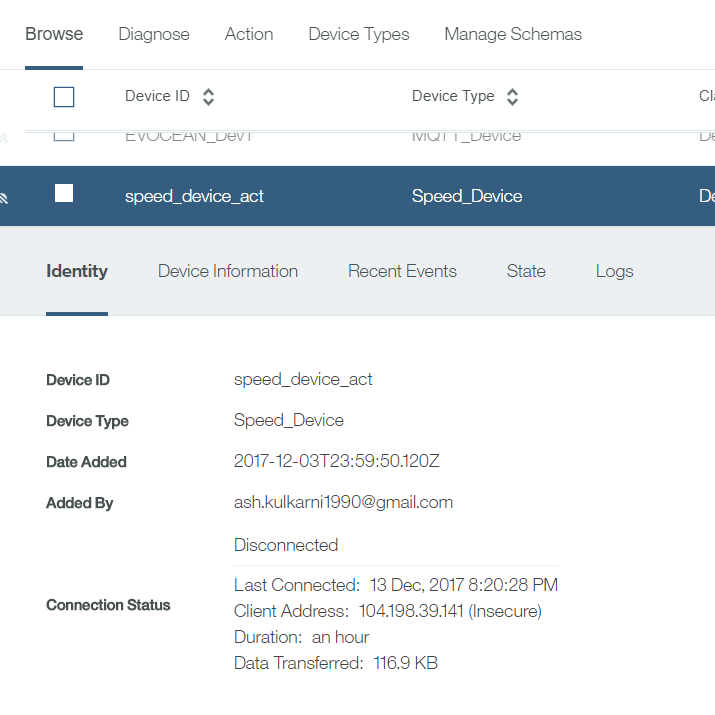 Browse Diagnose Action Device Types Manage Schemas
Device ID Device Type
EVOCEAN_Dev1 MQTT_Device
speed_device_act Speed_Device
Identity Device Information Recent Events State Logs
Device ID speed_device_act
Device Type Speed_Device
Date Added 2017-12-03T23:59:50.120Z
Added By ash.kulkarni1990@gmail.com
Disconnected
Connection Status
Last Connected: 13 Dec, 2017 8:20:28 PM
Client Address: 104.198.39.141 (Insecure)
Duration: an hour
Data Transferred: 116.9 KB